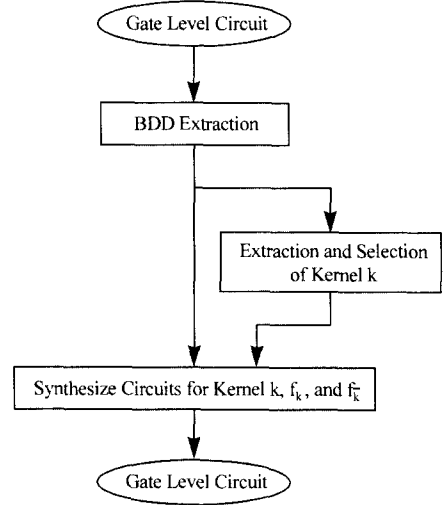 Gate Level Circuit
BDD Extraction
Extraction and Selection
of Kernel k
Synthesize Circuits for Kernel k, fₖ, and fₖ̄
Gate Level Circuit